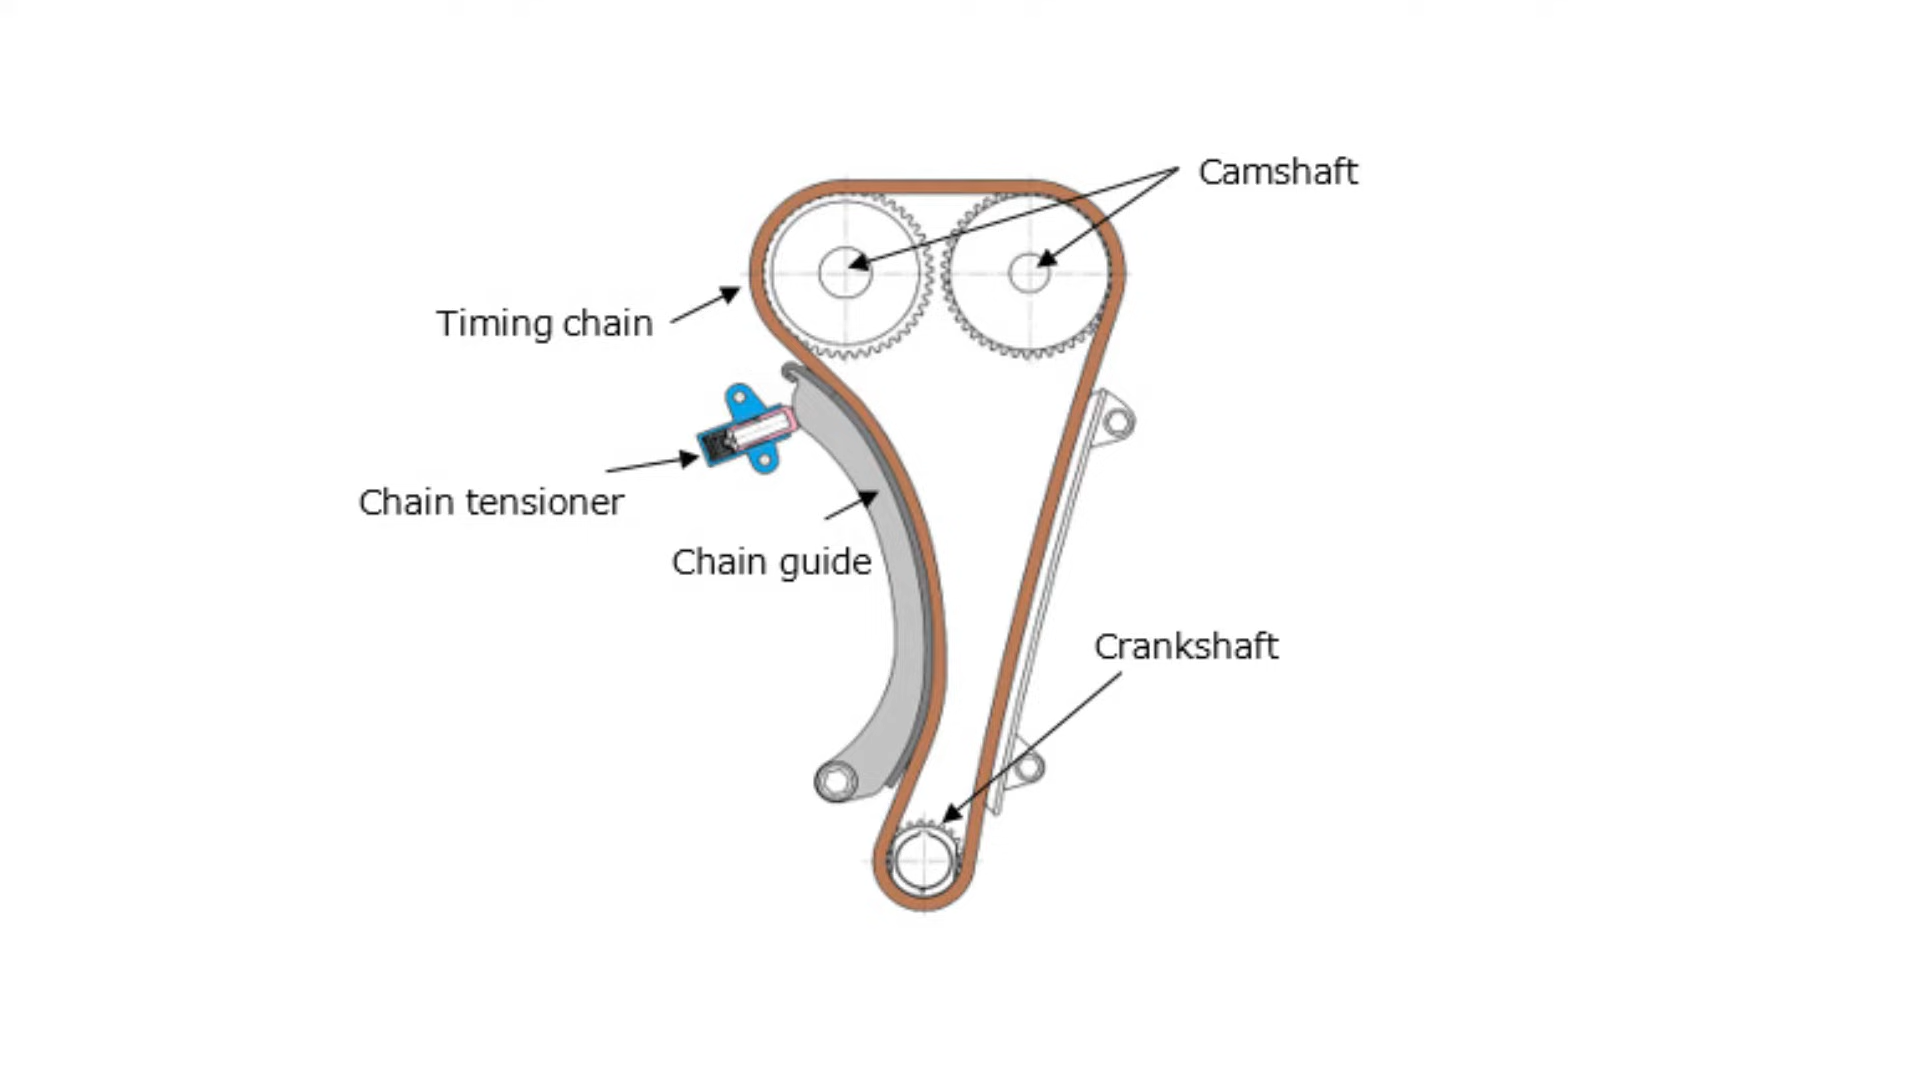 Camshaft
Timing chain
Chain tensioner
Chain guide
Crankshaft